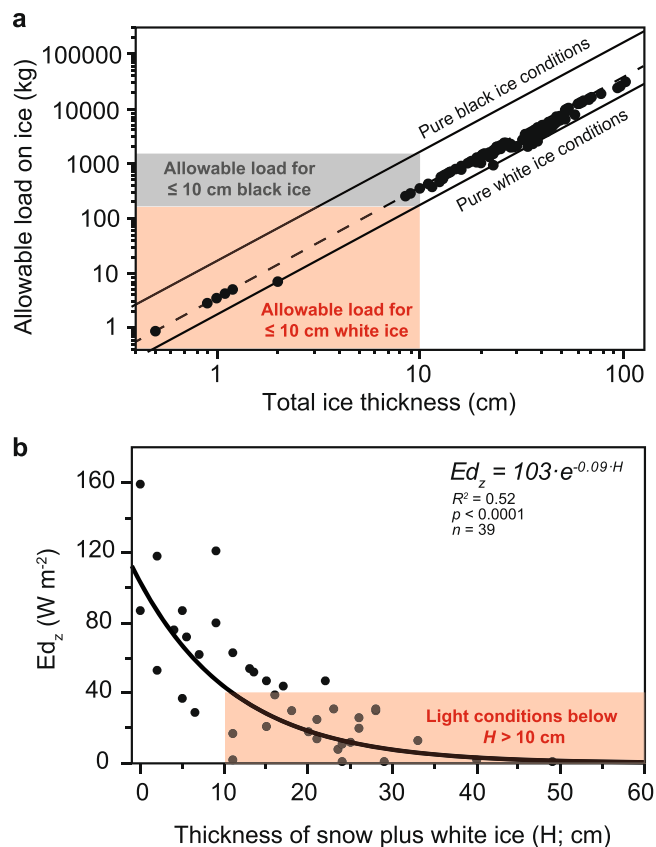 a
Allowable load on ice (kg)
100000
10000
1000
100
10
1
Pure black ice conditions
Pure white ice conditions
Allowable load for
≤ 10 cm black ice
Allowable load for
≤ 10 cm white ice
1
10
100
Total ice thickness (cm)
b
Ed_z (W m⁻²)
160
120
80
40
0
Ed_z = 103·e^-0.09·H
R² = 0.52
p < 0.0001
n = 39
Light conditions below
H > 10 cm
0
10
20
30
40
50
60
Thickness of snow plus white ice (H; cm)